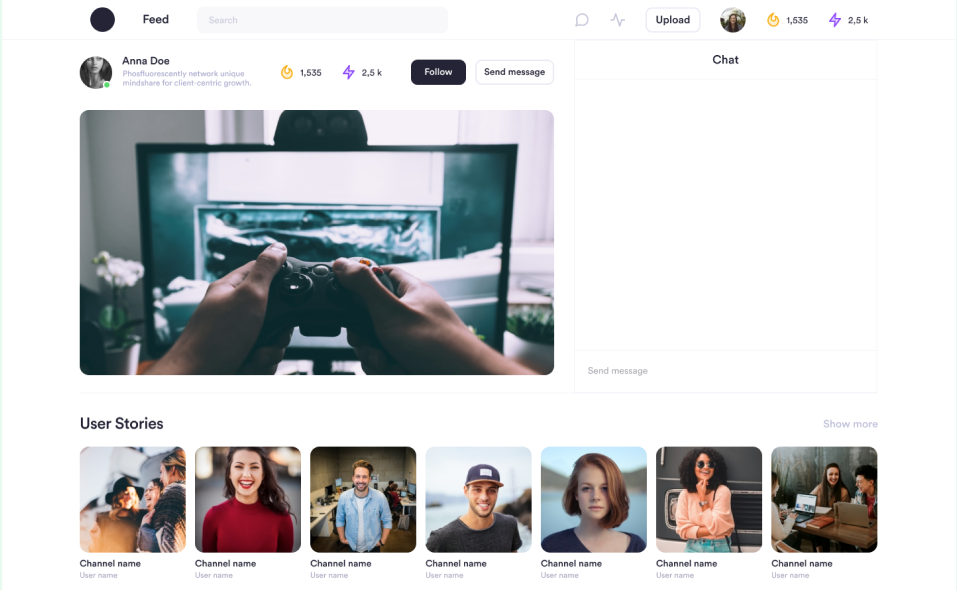 Feed
Search
Upload
1,535
2,5 k
Anna Doe
Phosfluorescently network unique
mindshare for client-centric growth.
1,535
2,5 k
Follow
Send message
Chat
Send message
User Stories
Show more
Channel name
User name
Channel name
User name
Channel name
User name
Channel name
User name
Channel name
User name
Channel name
User name
Channel name
User name